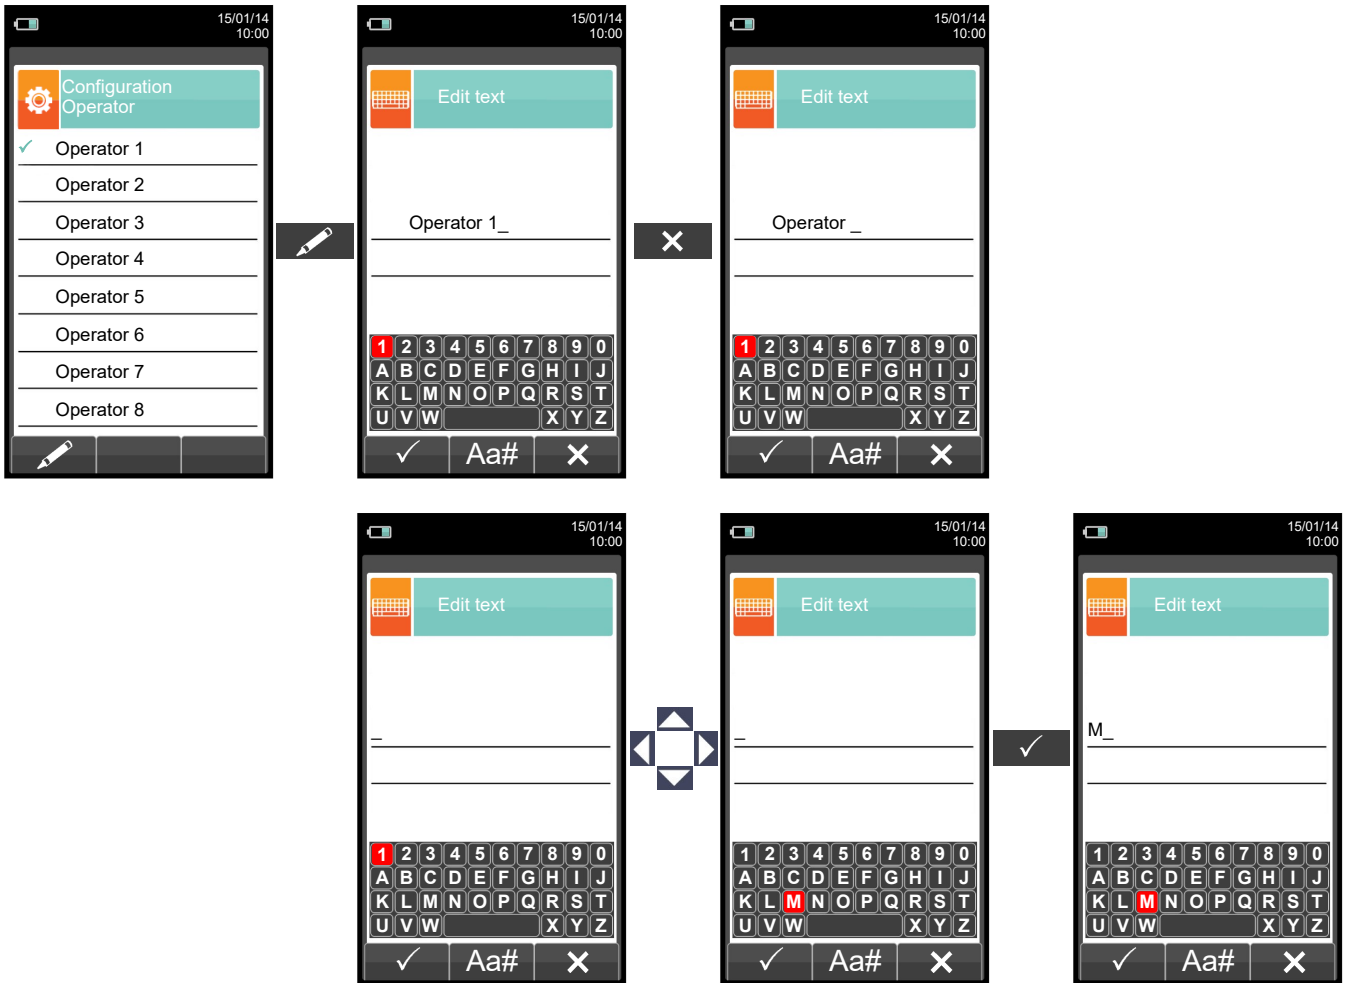 15/01/14
10:00
Configuration
Operator
Operator 1
Operator 2
Operator 3
Operator 4
Operator 5
Operator 6
Operator 7
Operator 8
15/01/14
10:00
Edit text
Operator 1_
1 2 3 4 5 6 7 8 9 0
A B C D E F G H I J
K L M N O P Q R S T
U V W X Y Z
Aa#
15/01/14
10:00
Edit text
Operator _
1 2 3 4 5 6 7 8 9 0
A B C D E F G H I J
K L M N O P Q R S T
U V W X Y Z
Aa#
15/01/14
10:00
Edit text
_
1 2 3 4 5 6 7 8 9 0
A B C D E F G H I J
K L M N O P Q R S T
U V W X Y Z
Aa#
15/01/14
10:00
Edit text
_
1 2 3 4 5 6 7 8 9 0
A B C D E F G H I J
K L M N O P Q R S T
U V W X Y Z
Aa#
15/01/14
10:00
Edit text
M_
1 2 3 4 5 6 7 8 9 0
A B C D E F G H I J
K L M N O P Q R S T
U V W X Y Z
Aa#